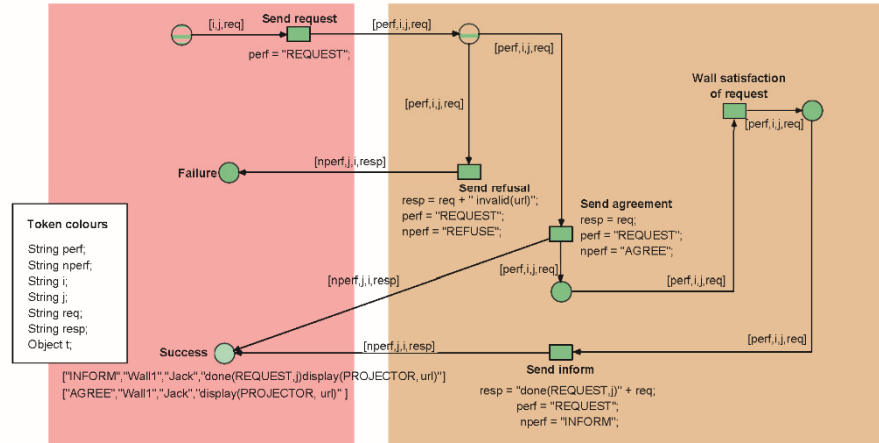 Send request
[i,j,req]
[perf,i,j,req]
perf = "REQUEST";
[perf,i,j,req]
Wall satisfaction
of request
[perf,i,j,req]
[perf,i,j,req]
[nperf,j,i,resp]
Failure
Send refusal
resp = req + " invalid(url)";
perf = "REQUEST";
nperf = "REFUSE";
Send agreement
resp = req;
perf = "REQUEST";
nperf = "AGREE";
Token colours
String perf;
String nperf;
String i;
String j;
String req;
String resp;
Object t;
[nperf,j,i,resp]
[perf,i,j,req]
[perf,i,j,req]
[perf,i,j,req]
Success
[nperf,j,i,resp]
Send inform
["INFORM","Wall1","Jack","done(REQUEST,j)display(PROJECTOR, url)"]
["AGREE","Wall1","Jack","display(PROJECTOR, url)" ]
resp = "done(REQUEST,j)" + req;
perf = "REQUEST";
nperf = "INFORM";